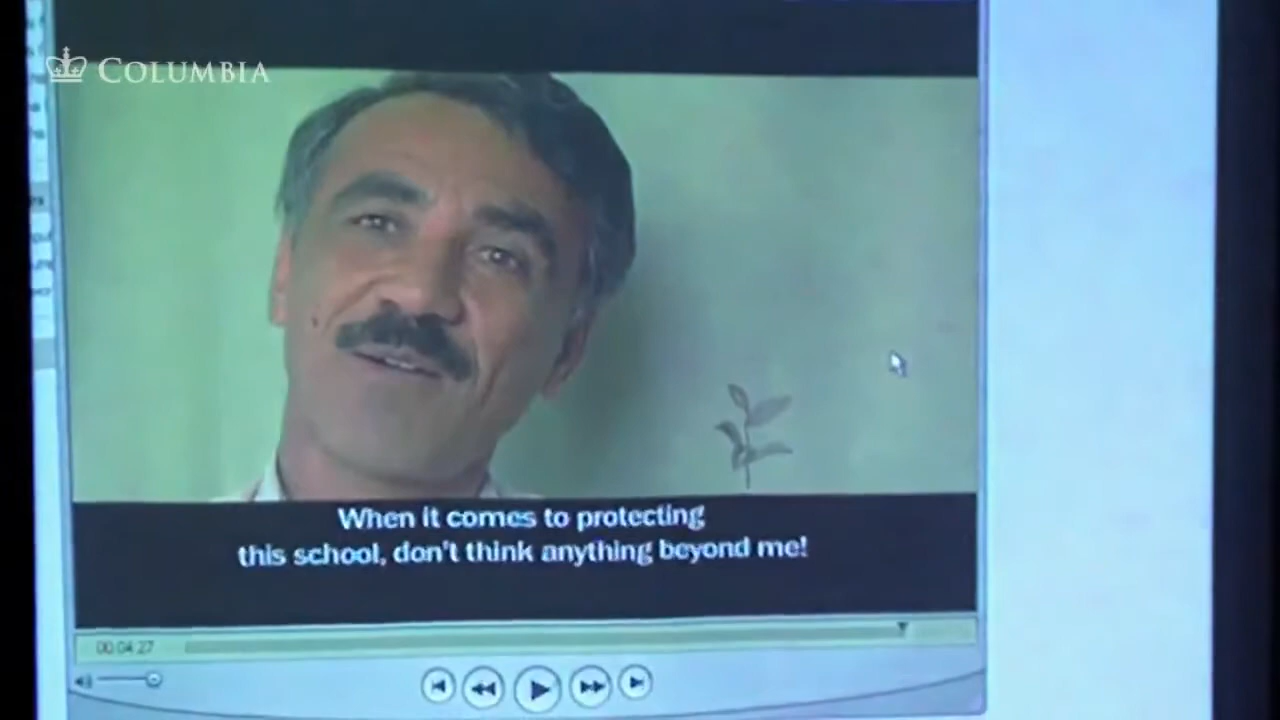 COLUMBIA
When it comes to protecting
this school, don't think anything beyond me!
00:04:27